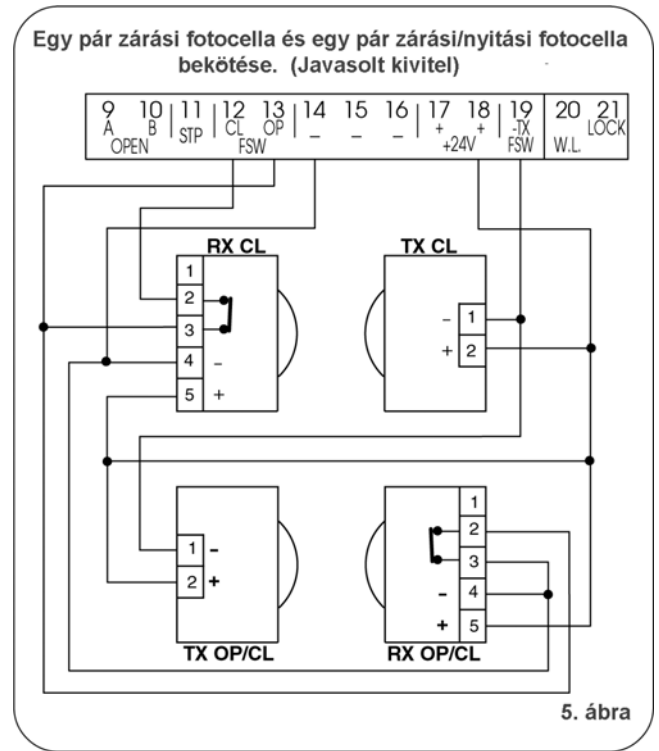 Egy pár zárási fotocella és egy pár zárási/nyitási fotocella
bekötése. (Javasolt kivitel)
9 10 11 12 13 14 15 16 17 18 19 20 21
A B STP CL OP _ _ _ + + -TX W.L. LOCK
OPEN FSW +24V FSW
RX CL TX CL
1
2
3
4 –
5 +
– 1
+ 2
1 -
2 +
1
2
3
- 4
+ 5
TX OP/CL RX OP/CL
5. ábra